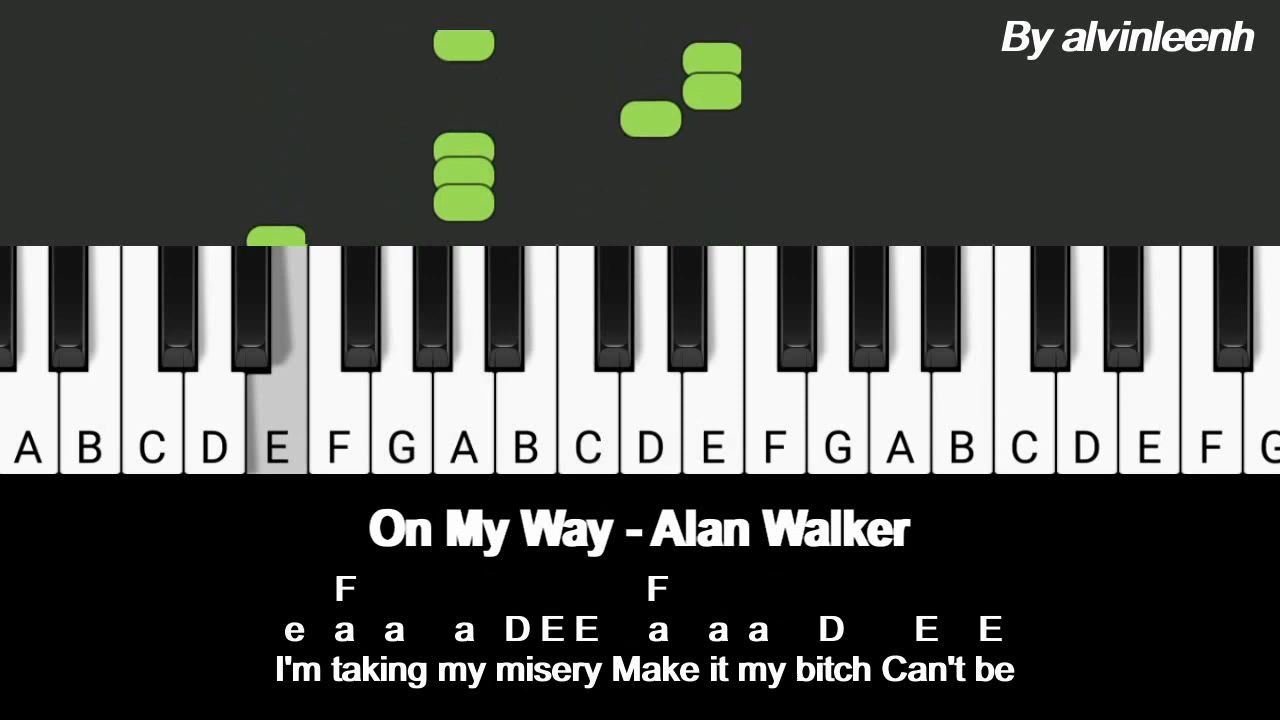 By alvinleenh
A B C D E F G A B C D E F G A B C D E F G
On My Way - Alan Walker
F F
e a a a D E E a a a D E E
I'm taking my misery Make it my bitch Can't be